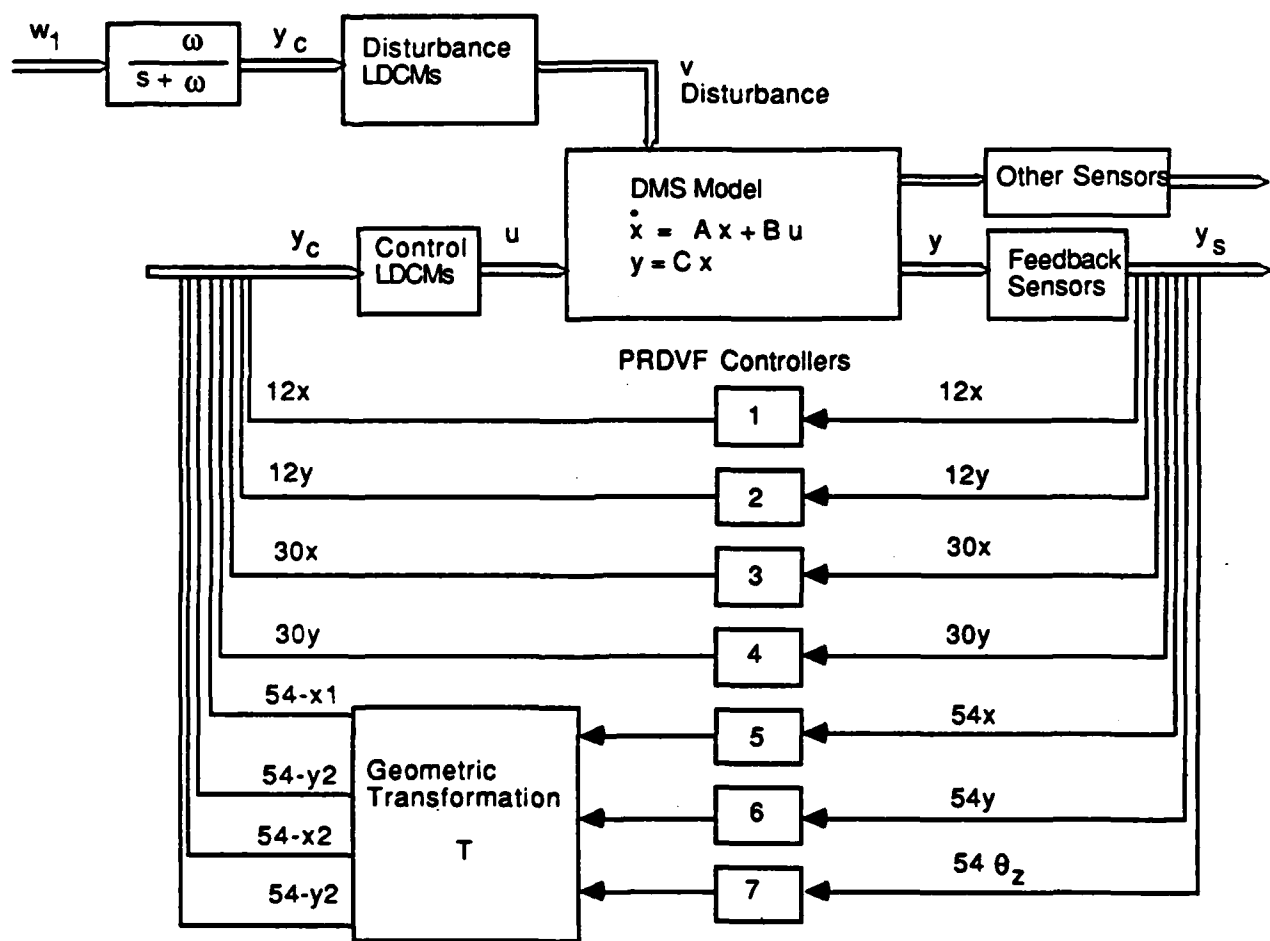 w1
ω
s + ω
yc
Disturbance
LDCMs
v
Disturbance
DMS Model
ẋ = A x + B u
y = C x
Other Sensors
yc
Control
LDCMs
u
y
Feedback
Sensors
ys
PRDVF Controllers
12x
1
12x
12y
2
12y
30x
3
30x
30y
4
30y
54-x1
5
54x
Geometric
Transformation
T
54-y2
6
54y
54-x2
7
54 θz
54-y2